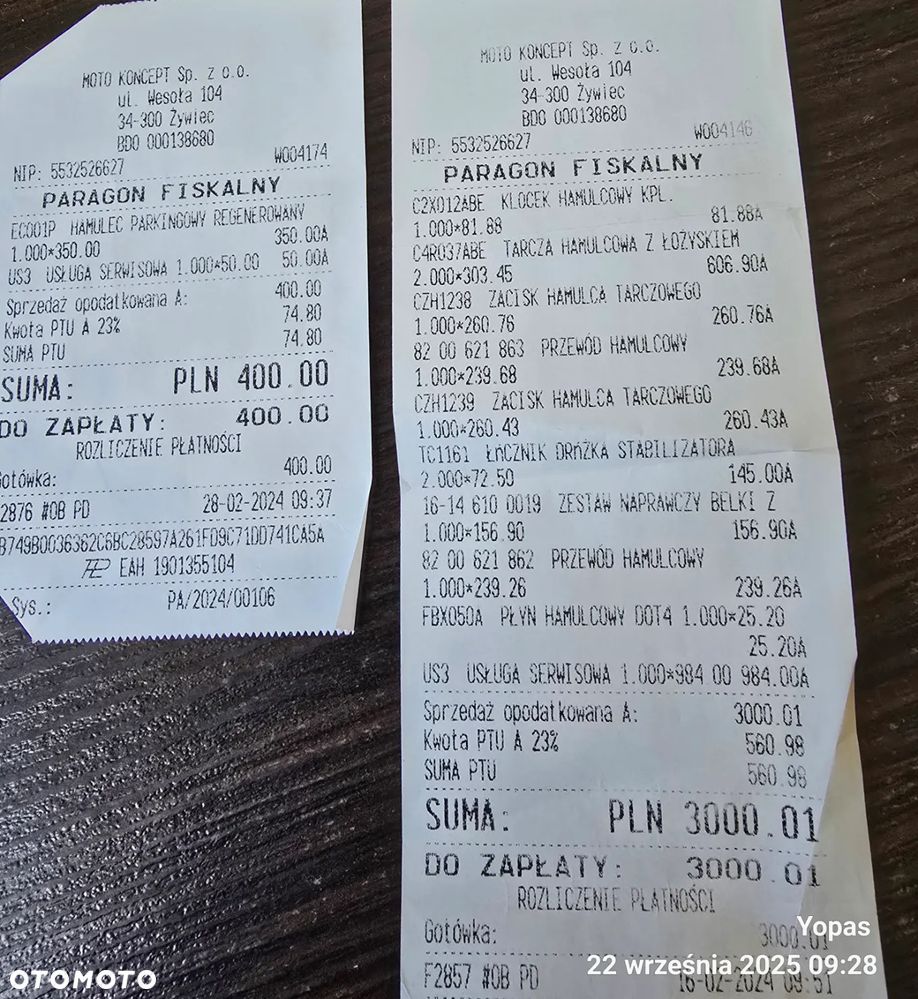 MOTO KONCEPT Sp. z o.o.
ul. Wesoła 104
34-300 Żywiec
BDO 000138680
NIP: 5532526627 W004174
PARAGON FISKALNY
EC001P HAMULEC PARKINGOWY REGENEROWANY
1.000*350.00 350.00A
US3 USŁUGA SERWISOWA 1.000*50.00 50.00A
Sprzedaż opodatkowana A: 400.00
Kwota PTU A 23% 74.80
SUMA PTU 74.80
SUMA: PLN 400.00
DO ZAPŁATY: 400.00
ROZLICZENIE PŁATNOŚCI
Gotówka: 400.00
2876 #OB PD 28-02-2024 09:37
EAH 1901355104
Sys.: PA/2024/00106
MOTO KONCEPT Sp. z o.o.
ul. Wesoła 104
34-300 Żywiec
BDO 000138680
NIP: 5532526627 W004146
PARAGON FISKALNY
C2X012ABE KLOCEK HAMULCOWY KPL.
1.000*81.88 81.88A
C4R037ABE TARCZA HAMULCOWA Z ŁOŻYSKIEM
2.000*303.45 606.90A
CZH1238 ZACISK HAMULCA TARCZOWEGO
1.000*260.76 260.76A
82 00 621 863 PRZEWÓD HAMULCOWY
1.000*239.68 239.68A
CZH1239 ZACISK HAMULCA TARCZOWEGO
1.000*260.43 260.43A
TC1161 ŁĄCZNIK DRĄŻKA STABILIZATORA
2.000*72.50 145.00A
16-14 610 0019 ZESTAW NAPRAWCZY BELKI Z
1.000*156.90 156.90A
82 00 621 862 PRZEWÓD HAMULCOWY
1.000*239.26 239.26A
FBX050A PŁYN HAMULCOWY DOT4 1.000*25.20
25.20A
US3 USŁUGA SERWISOWA 1.000*984.00 984.00A
Sprzedaż opodatkowana A: 3000.01
Kwota PTU A 23% 560.98
SUMA PTU 560.98
SUMA: PLN 3000.01
DO ZAPŁATY: 3000.01
ROZLICZENIE PŁATNOŚCI
Gotówka: 3000.01
F2857 #OB PD 16-02-2024 09:51
Yopas
22 września 2025 09:28
OTOMOTO